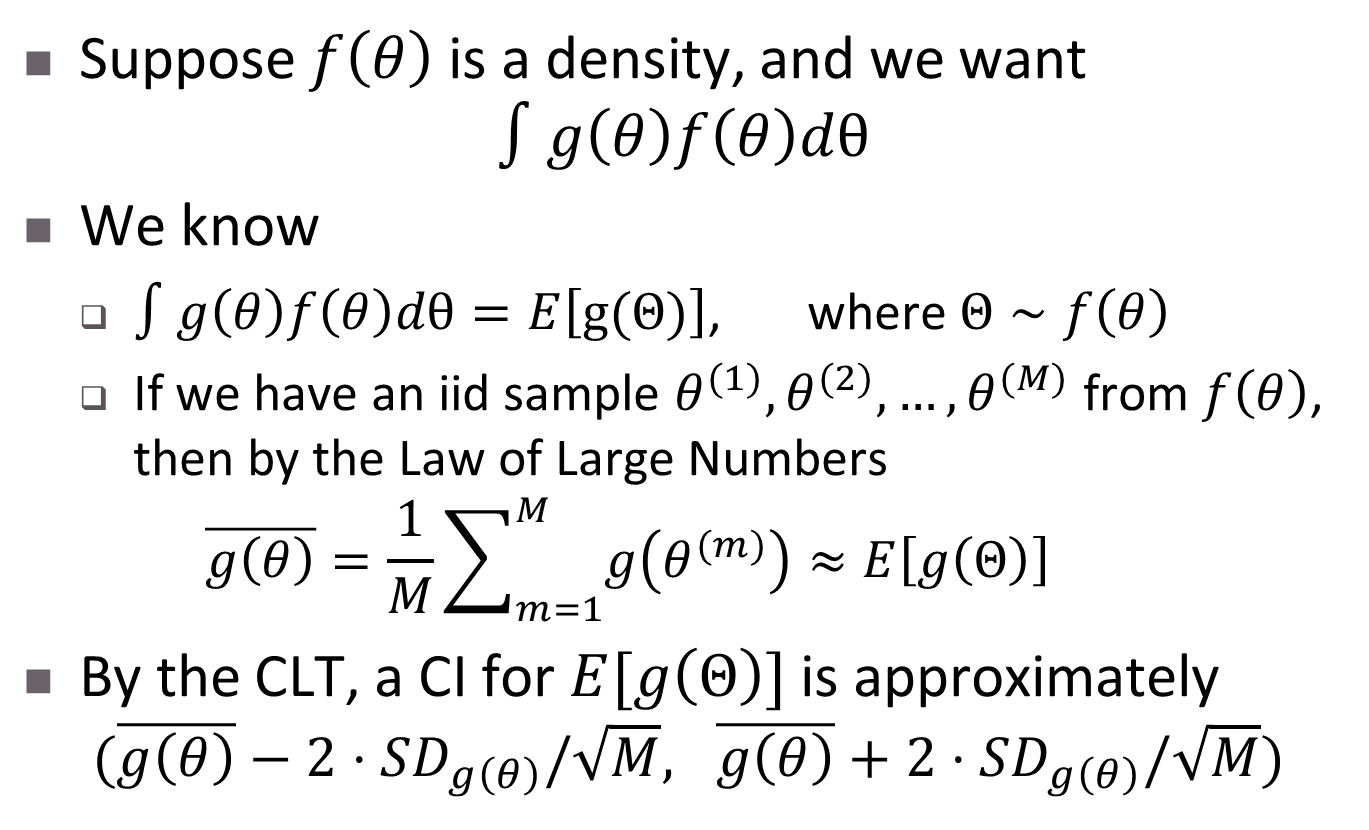 ■ Suppose f(θ) is a density, and we want
∫ g(θ)f(θ)dθ
■ We know
❑ ∫ g(θ)f(θ)dθ = E[g(Θ)], where Θ ~ f(θ)
❑ If we have an iid sample θ⁽¹⁾, θ⁽²⁾, … , θ⁽ᴹ⁾ from f(θ),
then by the Law of Large Numbers
\overline{g(θ)} = \frac{1}{M} \sum_{m=1}^{M} g(θ^{(m)}) ≈ E[g(Θ)]
■ By the CLT, a CI for E[g(Θ)] is approximately
(\overline{g(θ)} − 2 · SD_{g(θ)}/√M, \overline{g(θ)} + 2 · SD_{g(θ)}/√M)